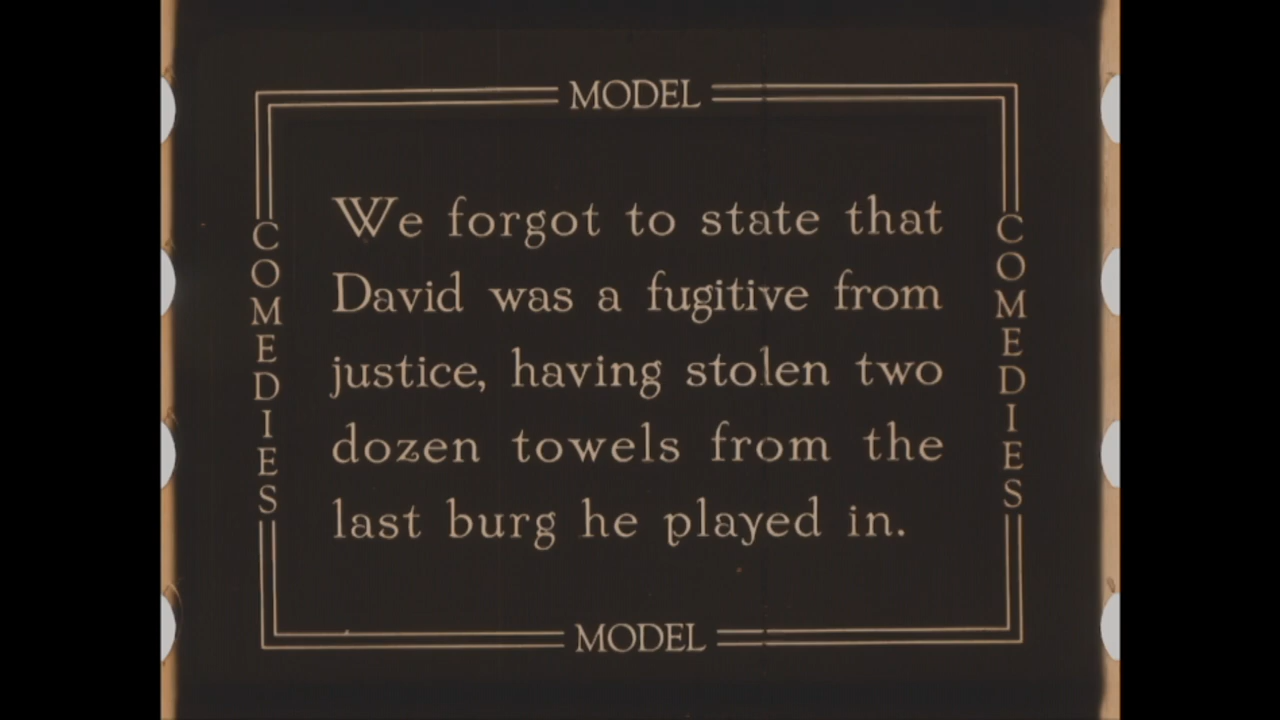 MODEL
We forgot to state that
David was a fugitive from
justice, having stolen two
dozen towels from the
last burg he played in.
COMEDIES
COMEDIES
MODEL